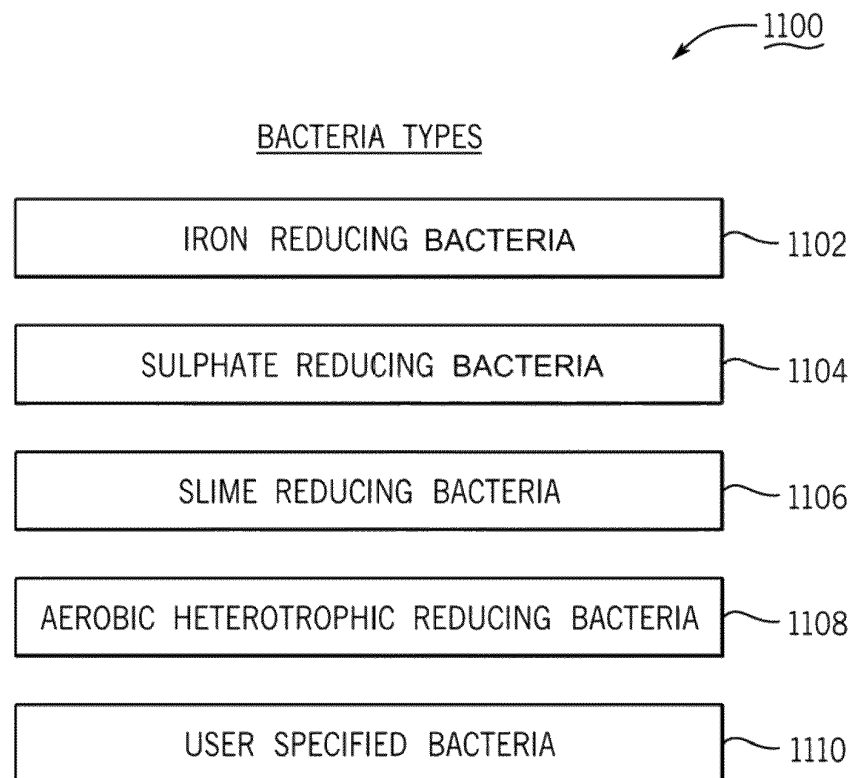 1100
BACTERIA TYPES
IRON REDUCING BACTERIA
1102
SULPHATE REDUCING BACTERIA
1104
SLIME REDUCING BACTERIA
1106
AEROBIC HETEROTROPHIC REDUCING BACTERIA
1108
USER SPECIFIED BACTERIA
1110